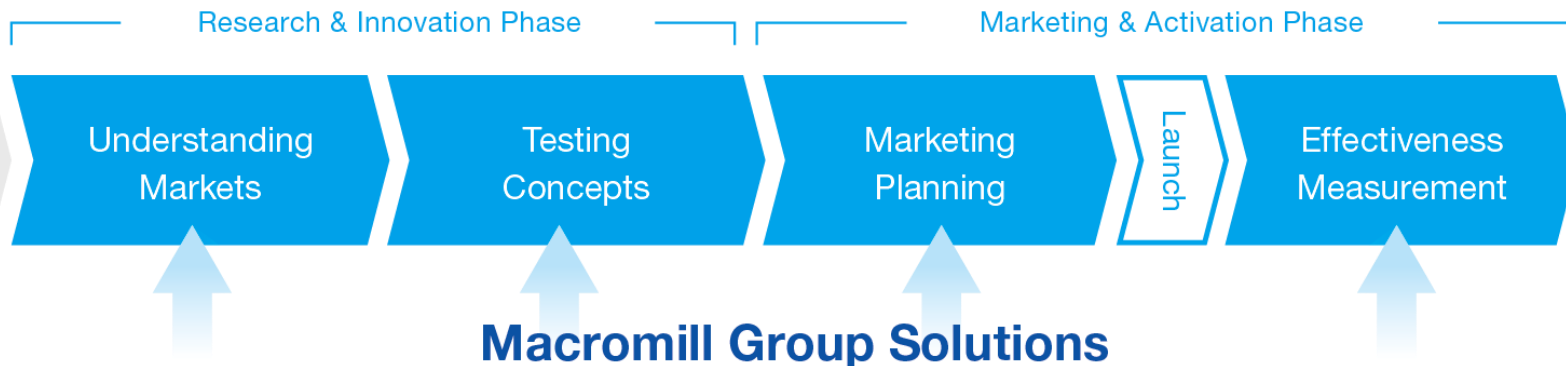 Research & Innovation Phase
Marketing & Activation Phase
Understanding
Markets
Testing
Concepts
Marketing
Planning
Launch
Effectiveness
Measurement
Macromill Group Solutions